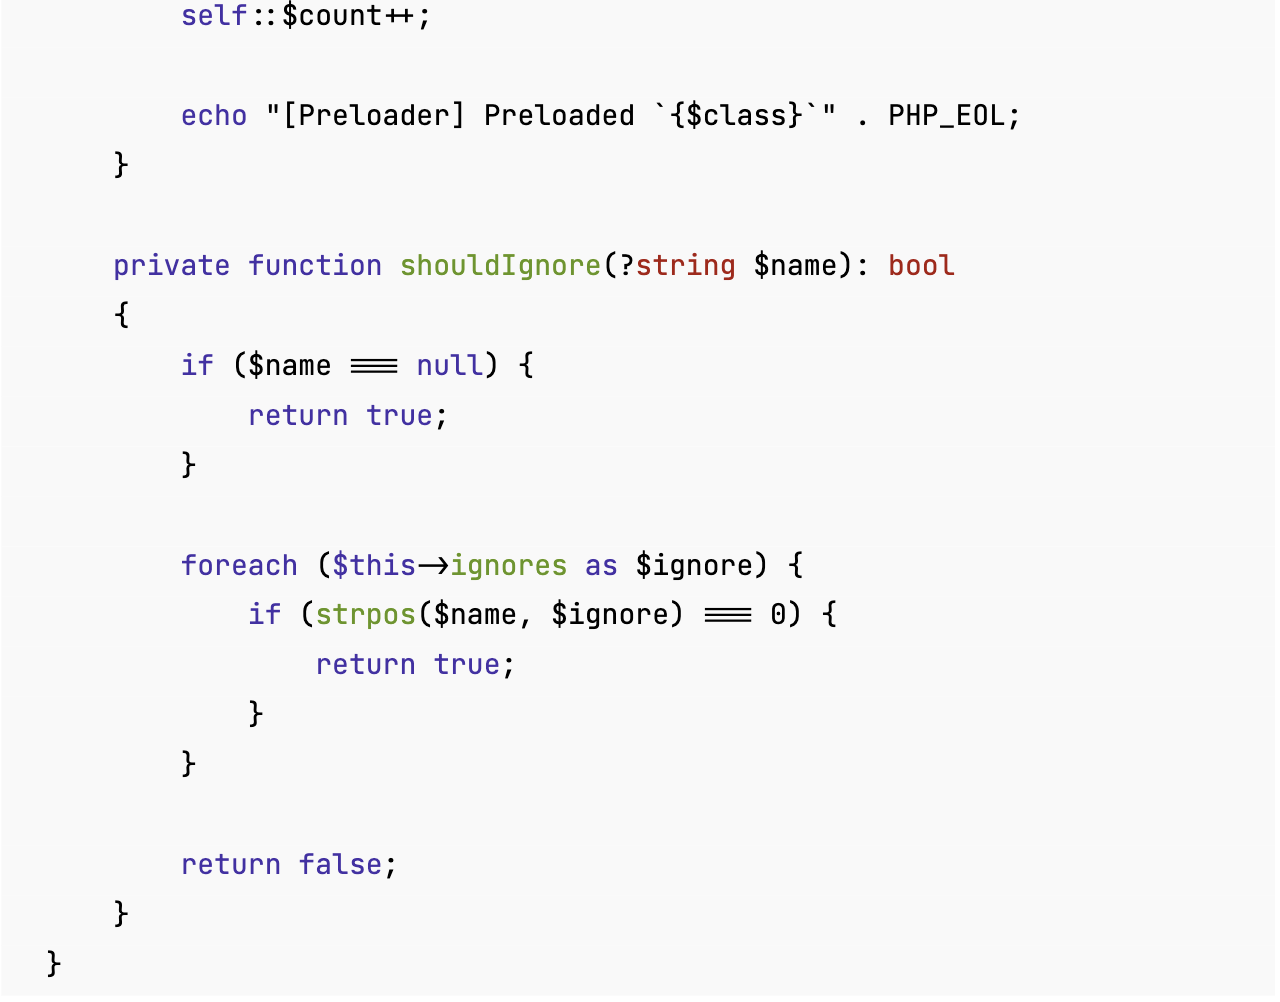 self::$count++;

        echo "[Preloader] Preloaded `{$class}`" . PHP_EOL;
    }

    private function shouldIgnore(?string $name): bool
    {
        if ($name === null) {
            return true;
        }

        foreach ($this->ignores as $ignore) {
            if (strpos($name, $ignore) === 0) {
                return true;
            }
        }

        return false;
    }
}